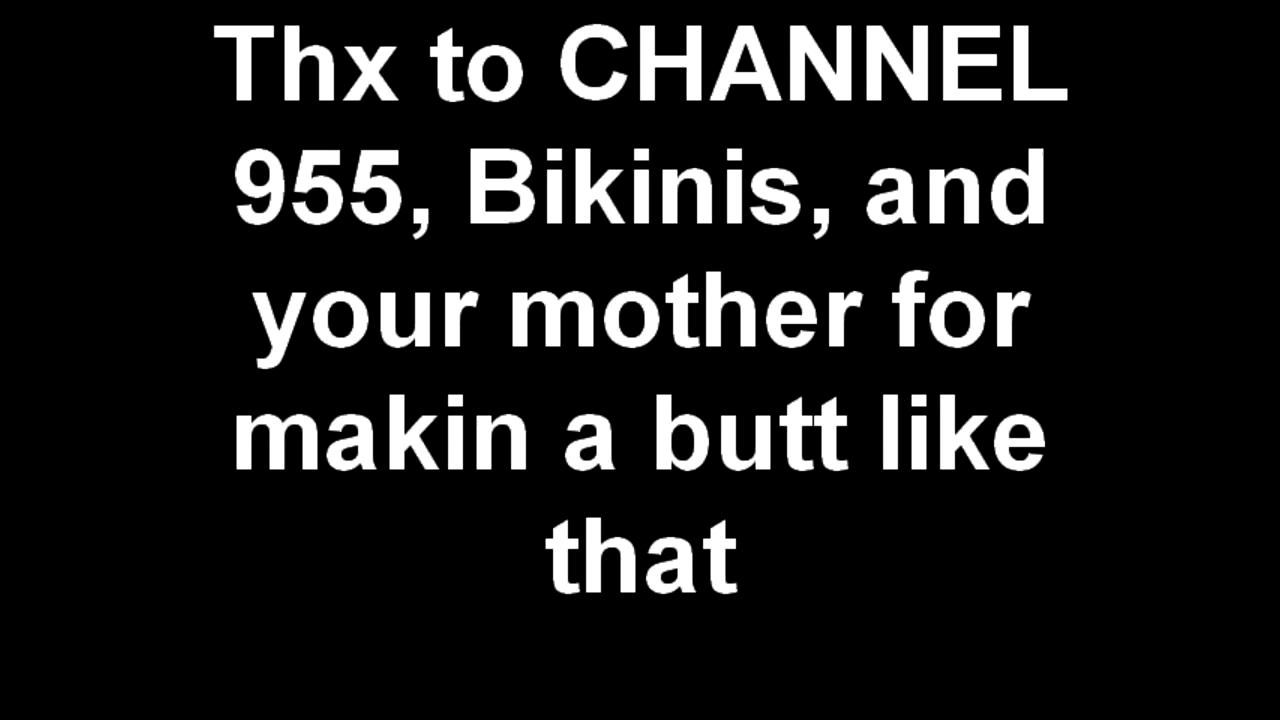 Thx to CHANNEL
955, Bikinis, and
your mother for
makin a butt like
that